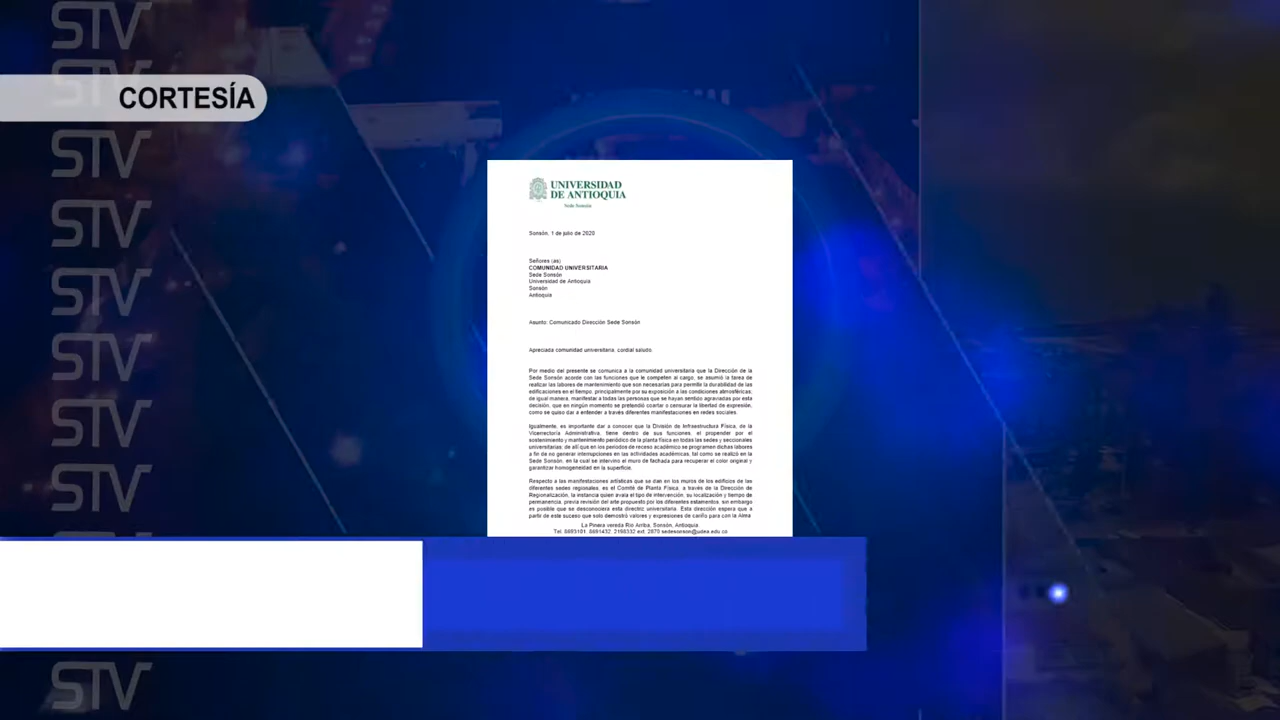 STV
STV
CORTESÍA
STV
STV
STV
STV
STV
STV
STV
UNIVERSIDAD
DE ANTIOQUIA
Sede Sonsón
Sonsón, 1 de julio de 2020
Señores (as)
COMUNIDAD UNIVERSITARIA
Sede Sonsón
Universidad de Antioquia
Sonsón
Antioquia
Asunto: Comunicado Dirección Sede Sonsón
Apreciada comunidad universitaria, cordial saludo
Por medio del presente se comunica a la comunidad universitaria que la Dirección de la
Sede Sonsón acorde con las funciones que le competen al cargo, se asumió la tarea de
realizar las labores de mantenimiento que son necesarias para permitir la durabilidad de las
edificaciones en el tiempo, principalmente por su exposición a las condiciones atmosféricas;
de igual manera, manifestar a todas las personas que se hayan sentido agraviadas por esta
decisión, que en ningún momento se pretendió coartar o censurar la libertad de expresión,
como se quiso dar a entender a través diferentes manifestaciones en redes sociales.
Igualmente, es importante dar a conocer que la División de Infraestructura Física, de la
Vicerrectoría Administrativa, tiene dentro de sus funciones, el propender por el
sostenimiento y mantenimiento periódico de la planta física en todas las sedes y seccionales
universitarias; de allí que en los periodos de receso académico se programen dichas labores
a fin de no generar interrupciones en las actividades académicas, tal como se realizó en la
Sede Sonsón, en la cual se intervino el muro de fachada para recuperar el color original y
garantizar homogeneidad en la superficie.
Respecto a las manifestaciones artísticas que se dan en los muros de los edificios de las
diferentes sedes regionales, es el Comité de Planta Física, a través de la Dirección de
Regionalización, la instancia quien avala el tipo de intervención, su localización y tiempo de
permanencia, previa revisión del arte propuesto por los diferentes estamentos, sin embargo
es posible que se desconociera esta directriz universitaria. Esta dirección espera que a
partir de este suceso que solo demostró valores y expresiones de cariño para con la Alma
La Pinera vereda Río Arriba, Sonsón, Antioquia.